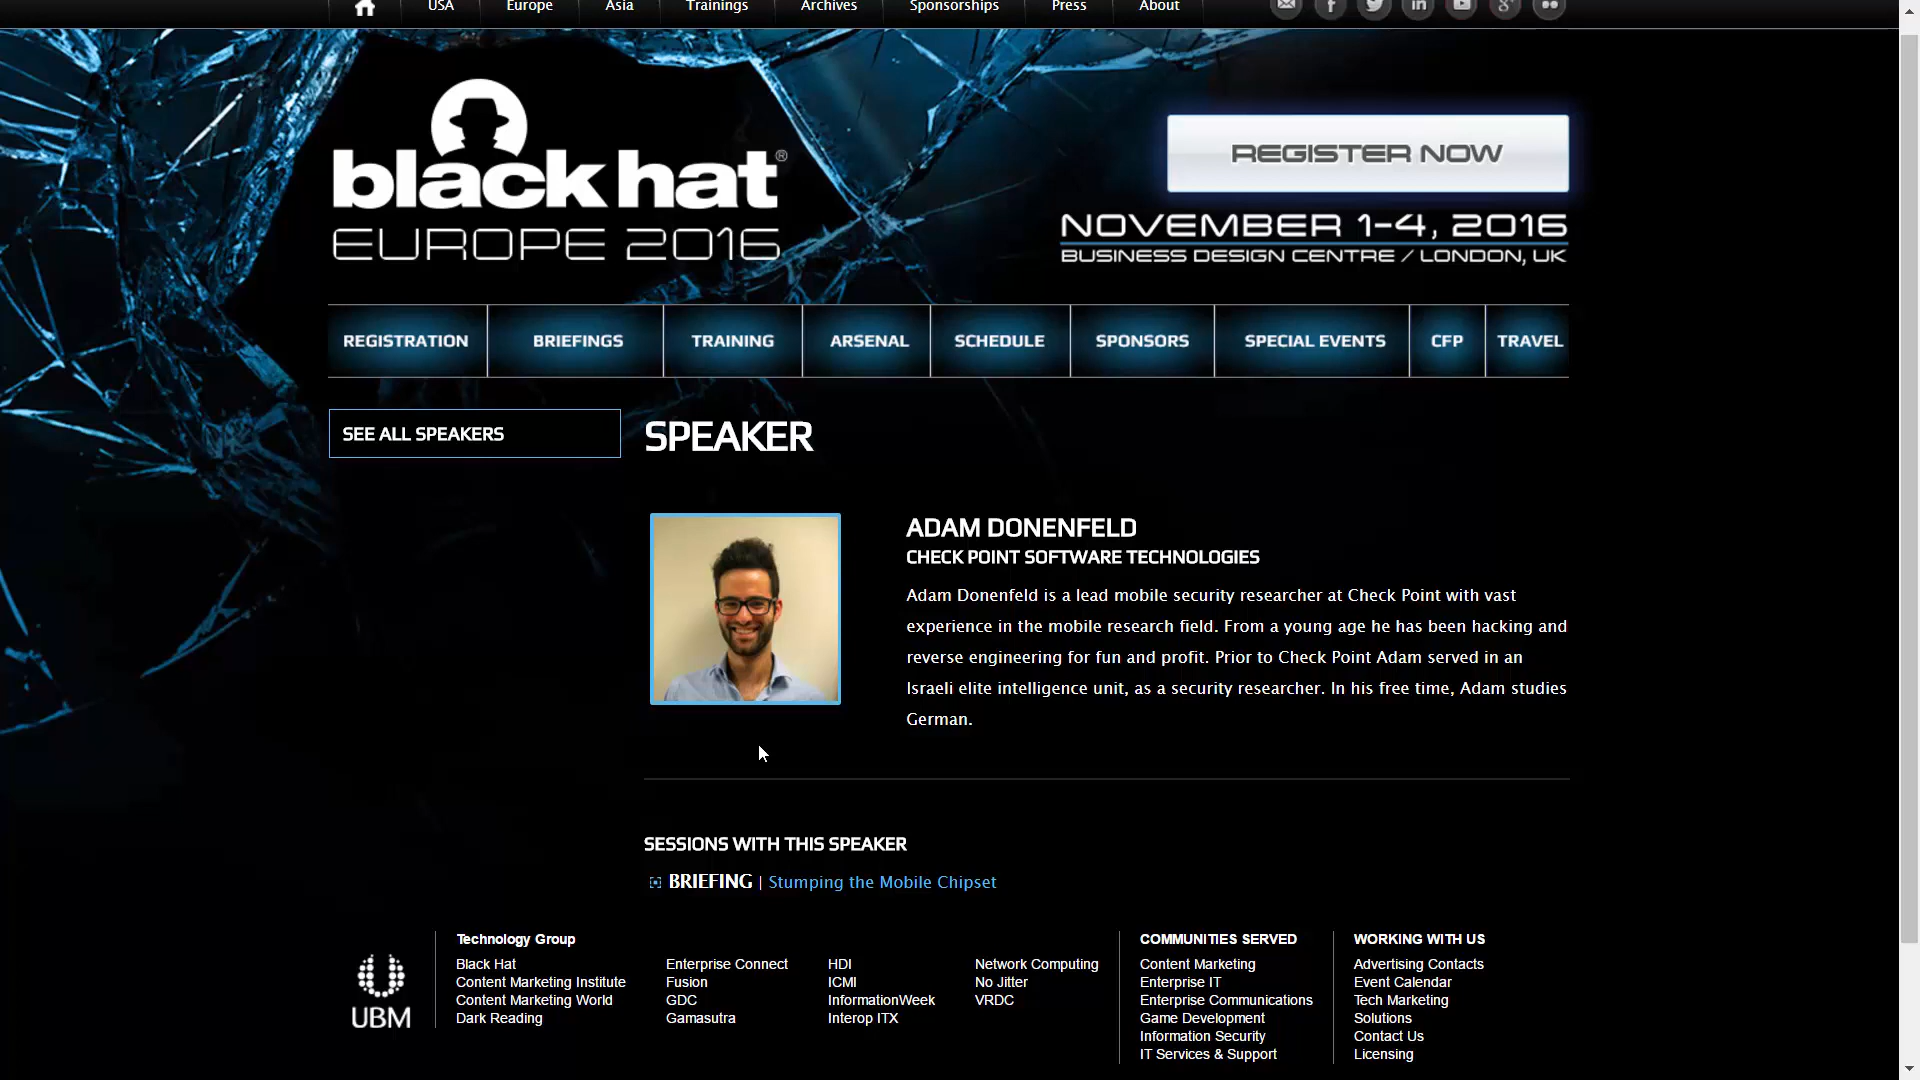 USA Europe Asia Trainings Archives Sponsorships Press About
black hat®
EUROPE 2016
REGISTER NOW
NOVEMBER 1-4, 2016
BUSINESS DESIGN CENTRE / LONDON, UK
REGISTRATION BRIEFINGS TRAINING ARSENAL SCHEDULE SPONSORS SPECIAL EVENTS CFP TRAVEL
SEE ALL SPEAKERS
SPEAKER
ADAM DONENFELD
CHECK POINT SOFTWARE TECHNOLOGIES
Adam Donenfeld is a lead mobile security researcher at Check Point with vast
experience in the mobile research field. From a young age he has been hacking and
reverse engineering for fun and profit. Prior to Check Point Adam served in an
Israeli elite intelligence unit, as a security researcher. In his free time, Adam studies
German.
SESSIONS WITH THIS SPEAKER
BRIEFING | Stumping the Mobile Chipset
UBM
Technology Group
Black Hat
Content Marketing Institute
Content Marketing World
Dark Reading
Enterprise Connect
Fusion
GDC
Gamasutra
HDI
ICMI
InformationWeek
Interop ITX
Network Computing
No Jitter
VRDC
COMMUNITIES SERVED
Content Marketing
Enterprise IT
Enterprise Communications
Game Development
Information Security
IT Services & Support
WORKING WITH US
Advertising Contacts
Event Calendar
Tech Marketing
Solutions
Contact Us
Licensing